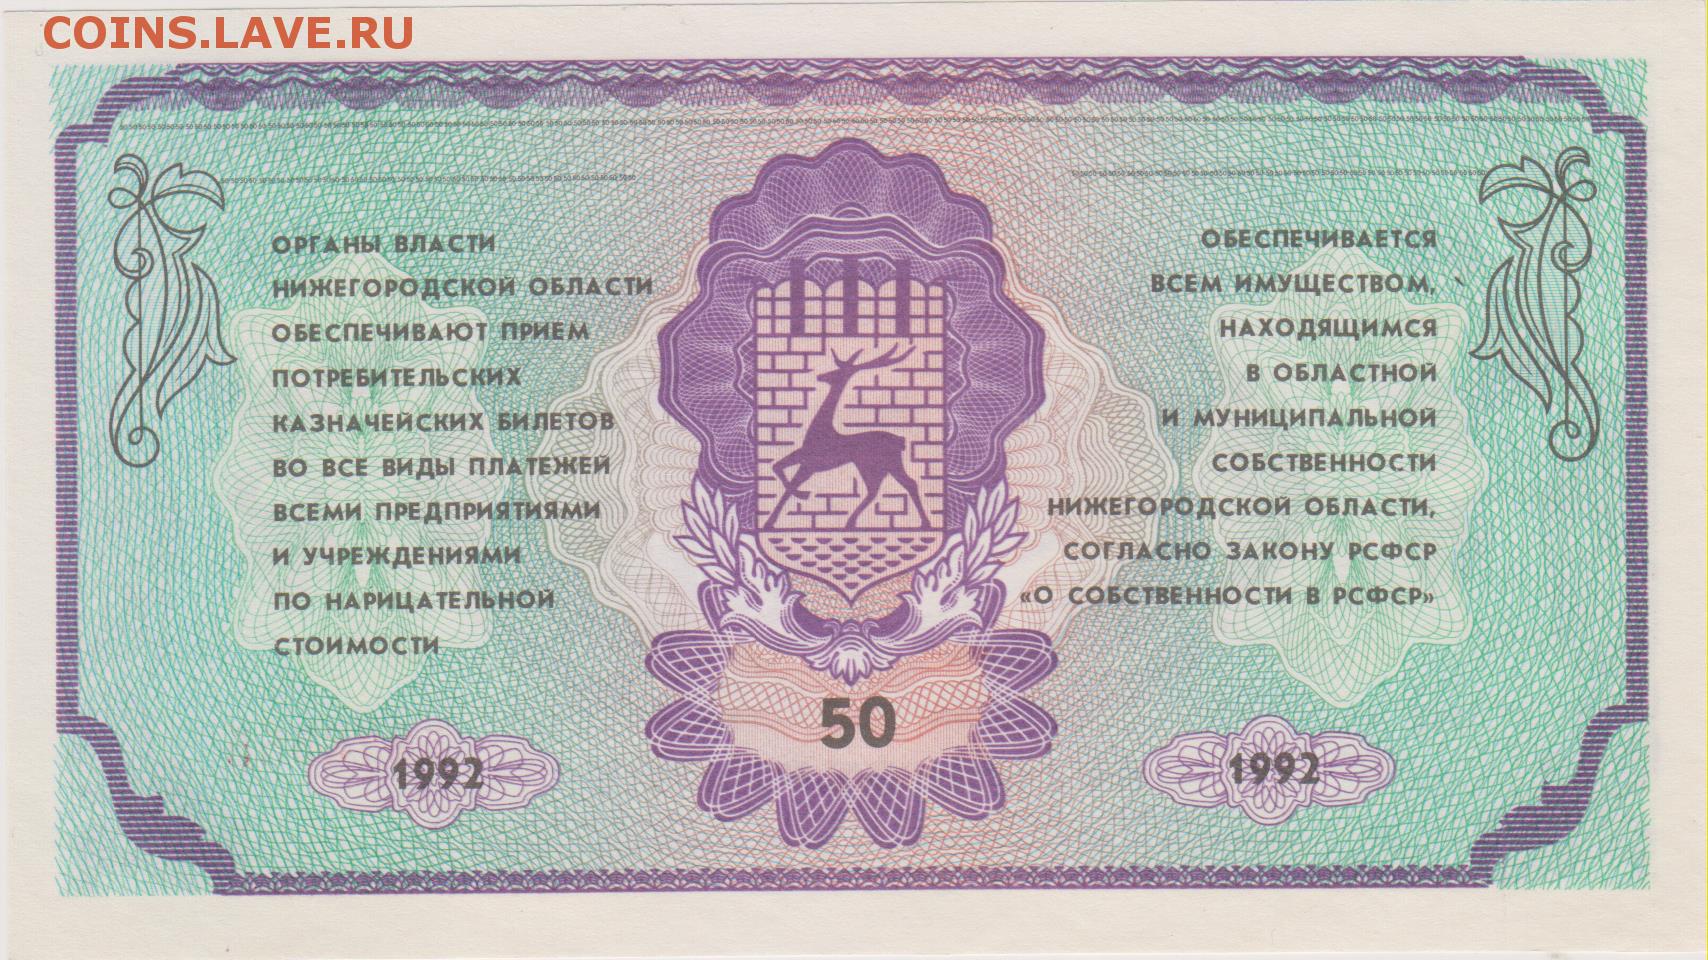 COINS.LAVE.RU
ОРГАНЫ ВЛАСТИ
НИЖЕГОРОДСКОЙ ОБЛАСТИ
ОБЕСПЕЧИВАЮТ ПРИЕМ
ПОТРЕБИТЕЛЬСКИХ
КАЗНАЧЕЙСКИХ БИЛЕТОВ
ВО ВСЕ ВИДЫ ПЛАТЕЖЕЙ
ВСЕМИ ПРЕДПРИЯТИЯМИ
И УЧРЕЖДЕНИЯМИ
ПО НАРИЦАТЕЛЬНОЙ
СТОИМОСТИ
ОБЕСПЕЧИВАЕТСЯ
ВСЕМ ИМУЩЕСТВОМ,
НАХОДЯЩИМСЯ
В ОБЛАСТНОЙ
И МУНИЦИПАЛЬНОЙ
СОБСТВЕННОСТИ
НИЖЕГОРОДСКОЙ ОБЛАСТИ,
СОГЛАСНО ЗАКОНУ РСФСР
«О СОБСТВЕННОСТИ В РСФСР»
50
1992
1992